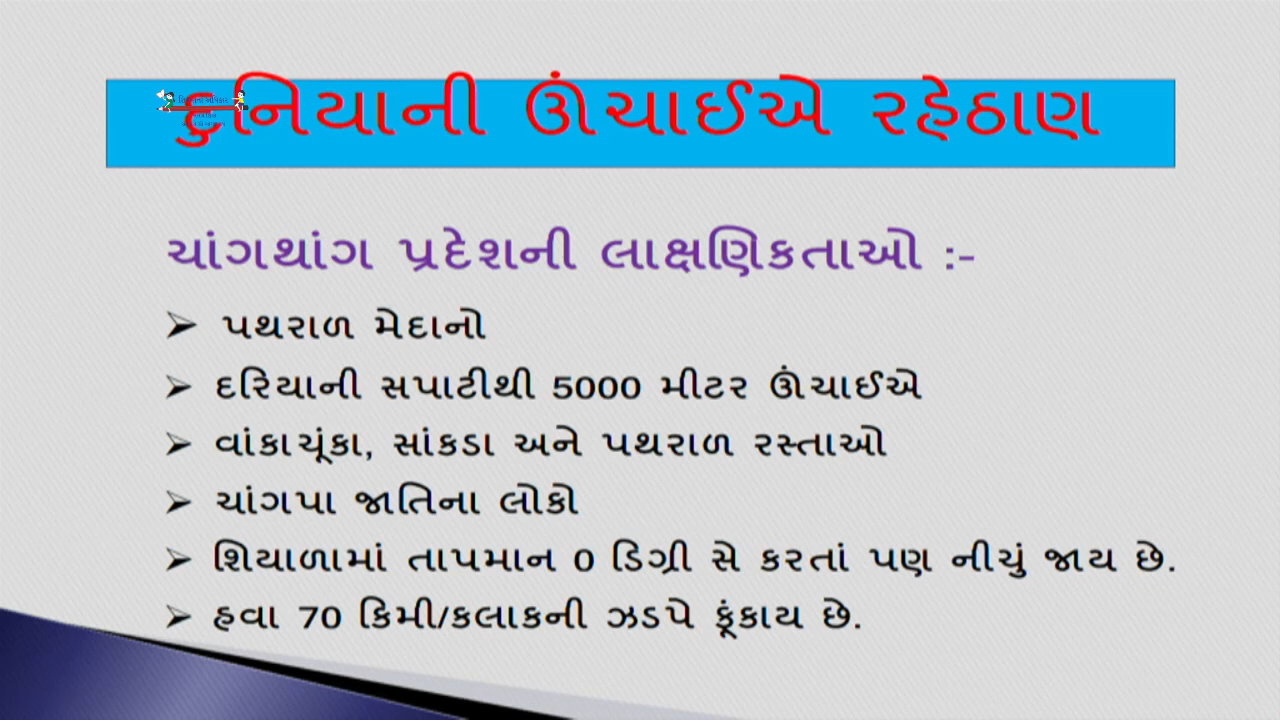 દુનિયાની ઊંચાઈએ રહેઠાણ
ચાંગથાંગ પ્રદેશની લાક્ષણિકતાઓ :-
➢ પથરાળ મેદાનો
➢ દરિયાની સપાટીથી 5000 મીટર ઊંચાઈએ
➢ વાંકાચૂંકા, સાંકડા અને પથરાળ રસ્તાઓ
➢ ચાંગપા જાતિના લોકો
➢ શિયાળામાં તાપમાન 0 ડિગ્રી સે કરતાં પણ નીચું જાય છે.
➢ હવા 70 કિમી/કલાકની ઝડપે ફૂંકાય છે.